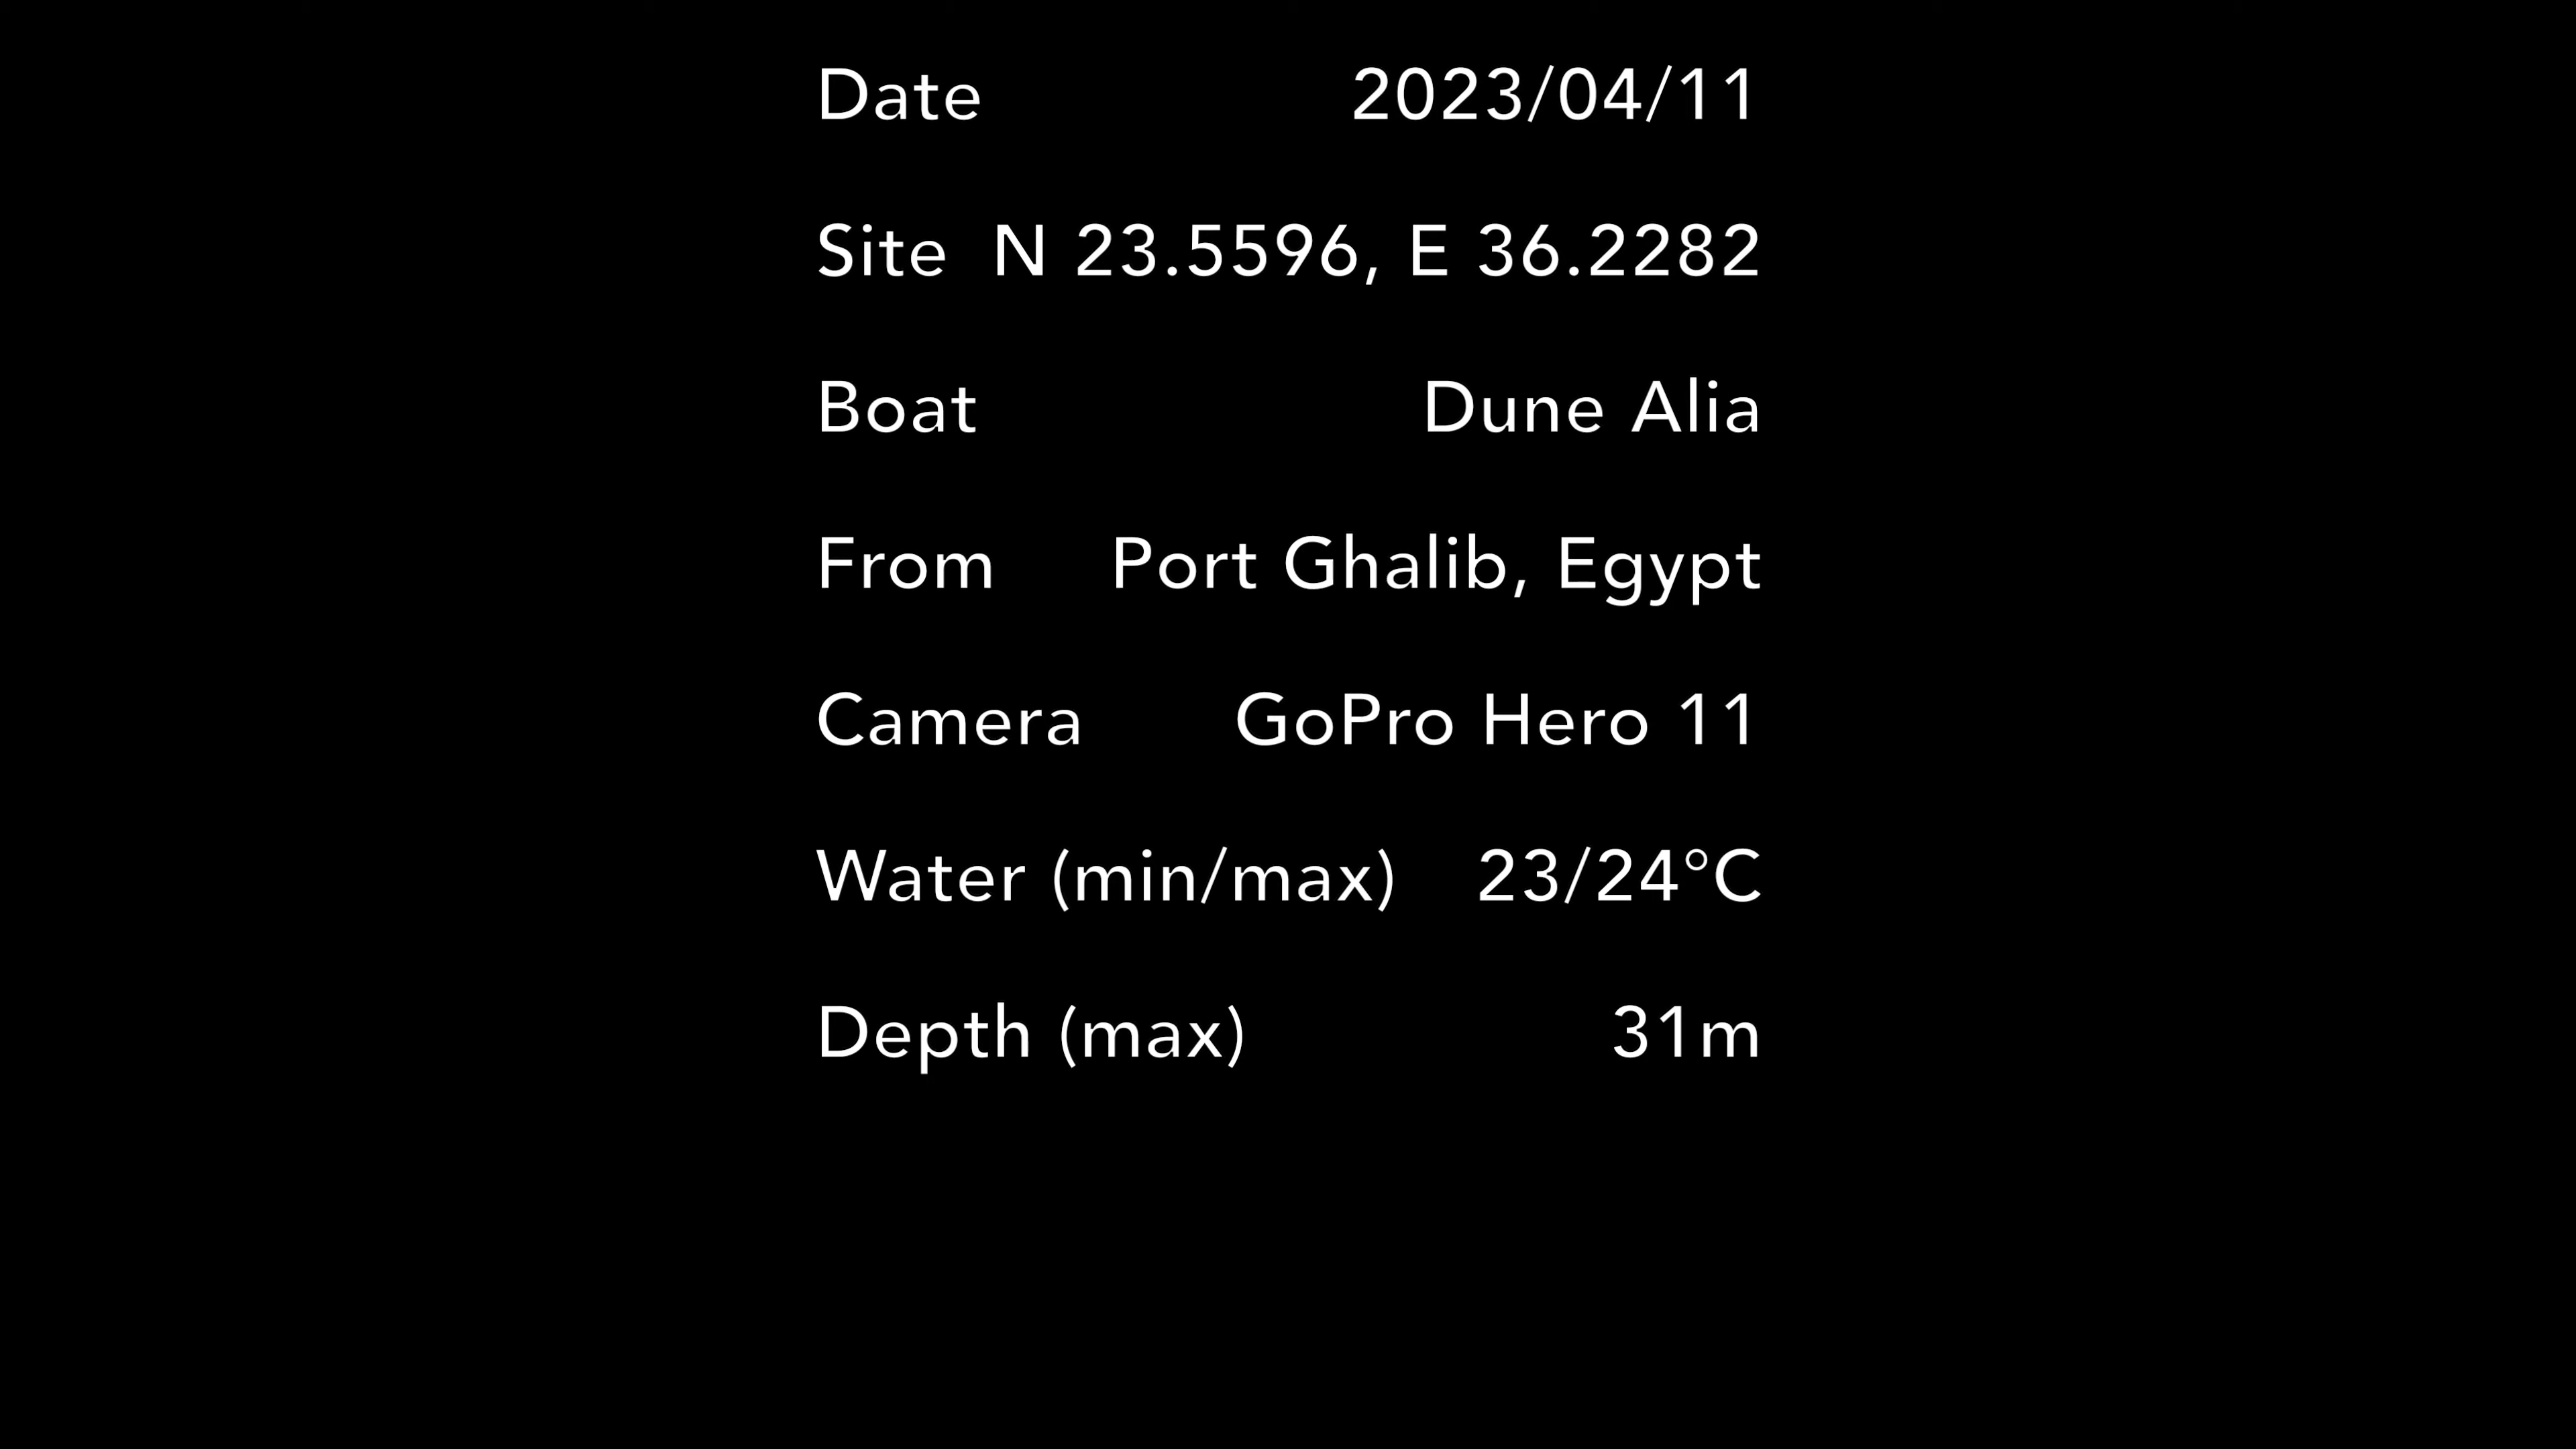 Date 2023/04/11
Site N 23.5596, E 36.2282
Boat Dune Alia
From Port Ghalib, Egypt
Camera GoPro Hero 11
Water (min/max) 23/24°C
Depth (max) 31m